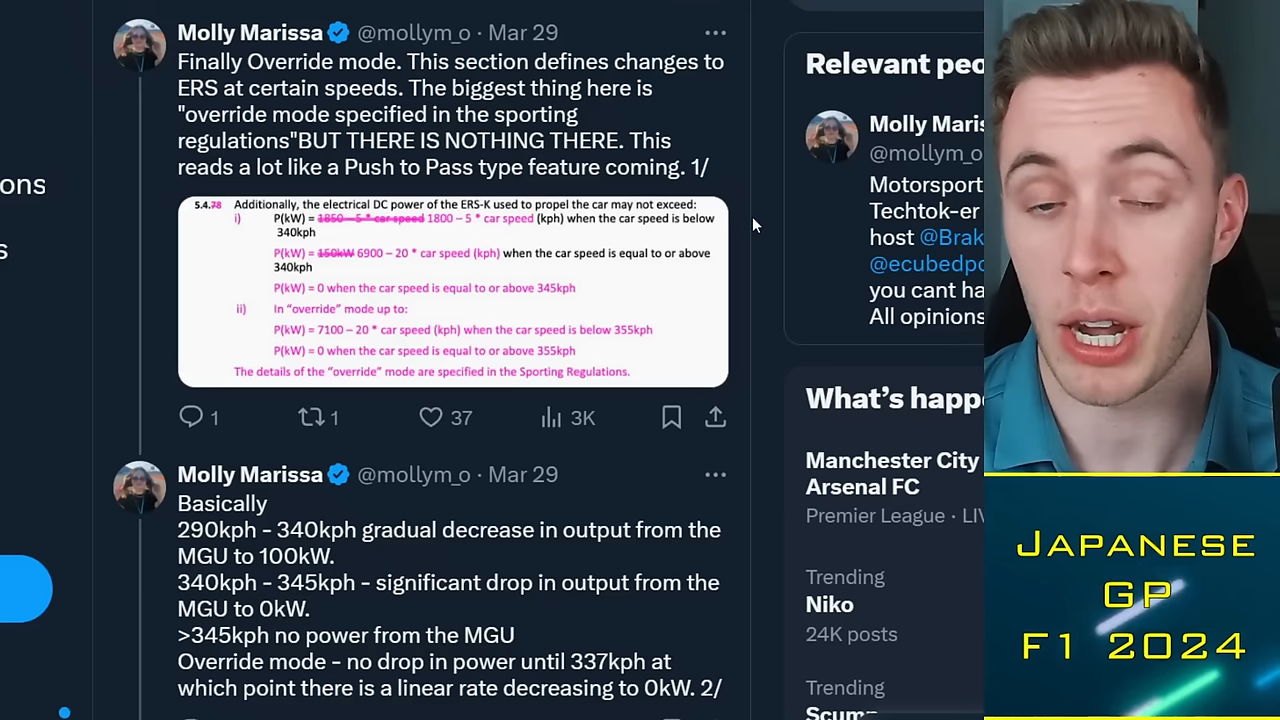 Molly Marissa @mollym_o · Mar 29
Finally Override mode. This section defines changes to
ERS at certain speeds. The biggest thing here is
"override mode specified in the sporting
regulations"BUT THERE IS NOTHING THERE. This
reads a lot like a Push to Pass type feature coming. 1/
5.4.78 Additionally, the electrical DC power of the ERS-K used to propel the car may not exceed:
i) P(kW) = 1850 – 5 * car speed 1800 – 5 * car speed (kph) when the car speed is below
340kph
P(kW) = 150kW 6900 – 20 * car speed (kph) when the car speed is equal to or above
340kph
P(kW) = 0 when the car speed is equal to or above 345kph
ii) In “override” mode up to:
P(kW) = 7100 – 20 * car speed (kph) when the car speed is below 355kph
P(kW) = 0 when the car speed is equal to or above 355kph
The details of the “override” mode are specified in the Sporting Regulations.
1 1 37 3K
Molly Marissa @mollym_o · Mar 29
Basically
290kph - 340kph gradual decrease in output from the
MGU to 100kW.
340kph - 345kph - significant drop in output from the
MGU to 0kW.
>345kph no power from the MGU
Override mode - no drop in power until 337kph at
which point there is a linear rate decreasing to 0kW. 2/
ons
s
Relevant peo
Molly Maris
@mollym_o
Motorsport
Techtok-er
host @Brak
@ecubedpo
you cant ha
All opinions
What’s happe
Manchester City
Arsenal FC
Premier League · LIV
Trending
Niko
24K posts
Trending
Scump
JAPANESE
GP
F1 2024